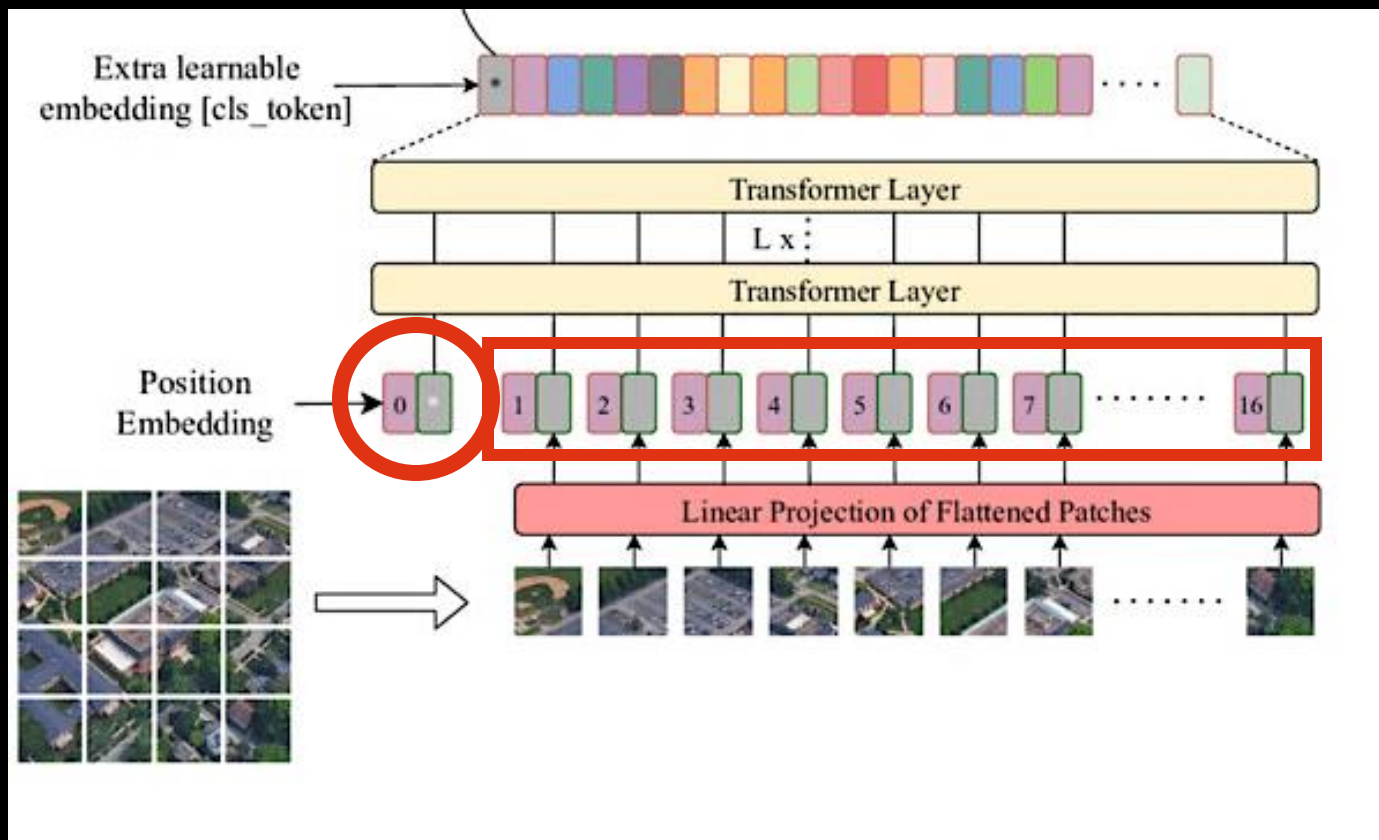 Extra learnable
embedding [cls_token]
*
Transformer Layer
L x
Transformer Layer
Position
Embedding
0 * 1 2 3 4 5 6 7 16
Linear Projection of Flattened Patches